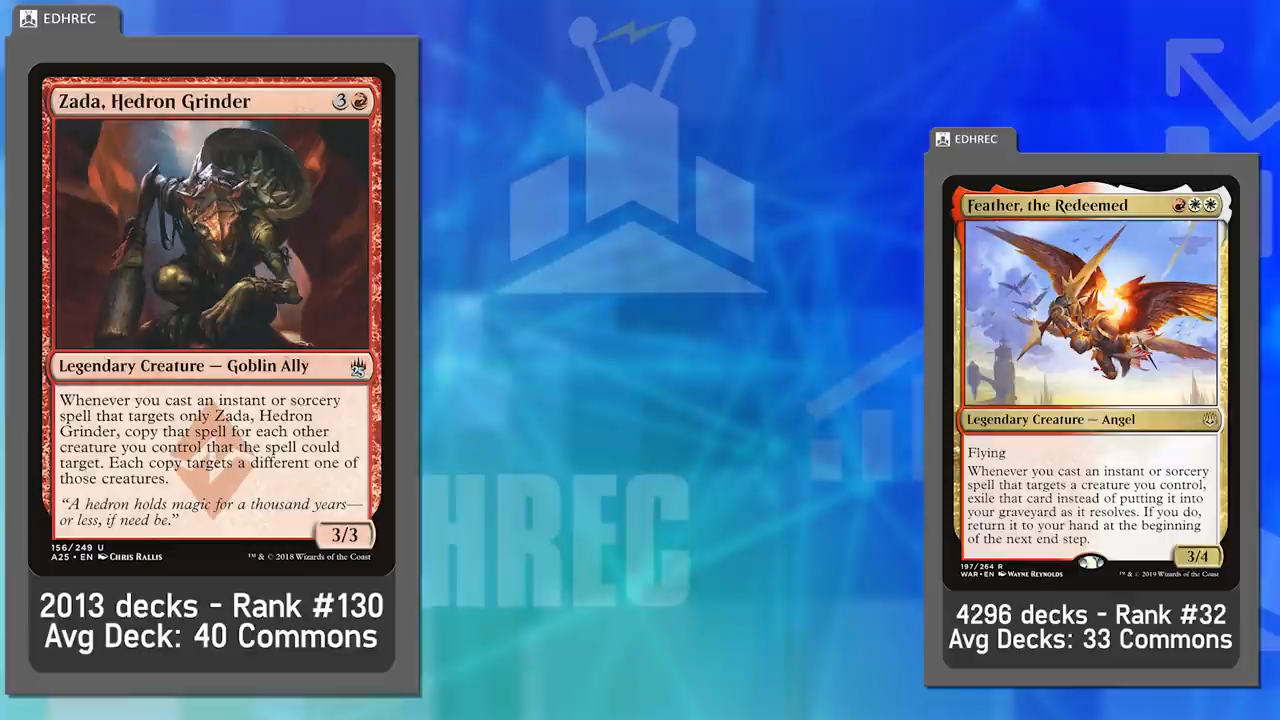 EDHREC
Zada, Hedron Grinder 3
Legendary Creature — Goblin Ally
Whenever you cast an instant or sorcery
spell that targets only Zada, Hedron
Grinder, copy that spell for each other
creature you control that the spell could
target. Each copy targets a different one of
those creatures.
“A hedron holds magic for a thousand years—
or less, if need be.”
3/3
156/249 U
A25 • EN CHRIS RALLIS ™ & © 2018 Wizards of the Coast
2013 decks - Rank #130
Avg Deck: 40 Commons
HREC
EDHREC
Feather, the Redeemed
Legendary Creature — Angel
Flying
Whenever you cast an instant or sorcery
spell that targets a creature you control,
exile that card instead of putting it into
your graveyard as it resolves. If you do,
return it to your hand at the beginning
of the next end step.
3/4
197/264 R
WAR • EN WAYNE REYNOLDS ™ & © 2019 Wizards of the Coast
4296 decks - Rank #32
Avg Decks: 33 Commons